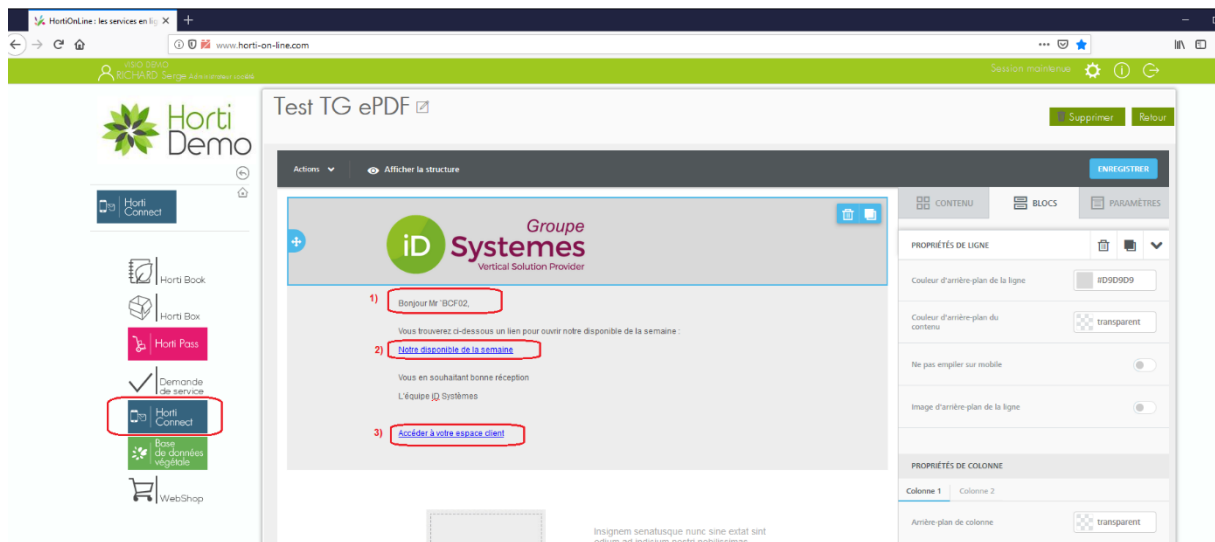 HortiOnLine : les services en lig
www.horti-on-line.com
VISIO DEMO
RICHARD Serge Administrateur société
Session maintenue
Horti
Demo
Test TG ePDF
Supprimer
Retour
Actions
Afficher la structure
ENREGISTRER
Horti
Connect
Horti Book
Horti Box
Horti Pass
Demande
de service
Horti
Connect
Base
de données
végétale
WebShop
iD
Groupe
Systemes
Vertical Solution Provider
1)
Bonjour Mr `BCF02,
Vous trouverez ci-dessous un lien pour ouvrir notre disponible de la semaine :
2)
Notre disponible de la semaine
Vous en souhaitant bonne réception
L'équipe iD Systèmes
3)
Accéder à votre espace client
Insignem senatusque nunc sine extat sint
CONTENU
BLOCS
PARAMÈTRES
PROPRIÉTÉS DE LIGNE
Couleur d'arrière-plan de la ligne
#D9D9D9
Couleur d'arrière-plan du
contenu
transparent
Ne pas empiler sur mobile
Image d'arrière-plan de la ligne
PROPRIÉTÉS DE COLONNE
Colonne 1
Colonne 2
Arrière-plan de colonne
transparent